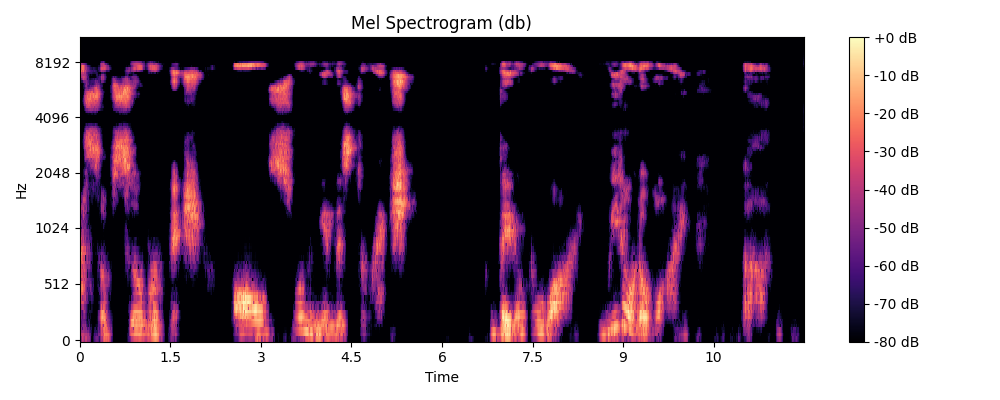 Mel Spectrogram (db)
8192
4096
2048
1024
512
0
Hz
0 1.5 3 4.5 6 7.5 9 10
Time
+0 dB
-10 dB
-20 dB
-30 dB
-40 dB
-50 dB
-60 dB
-70 dB
-80 dB